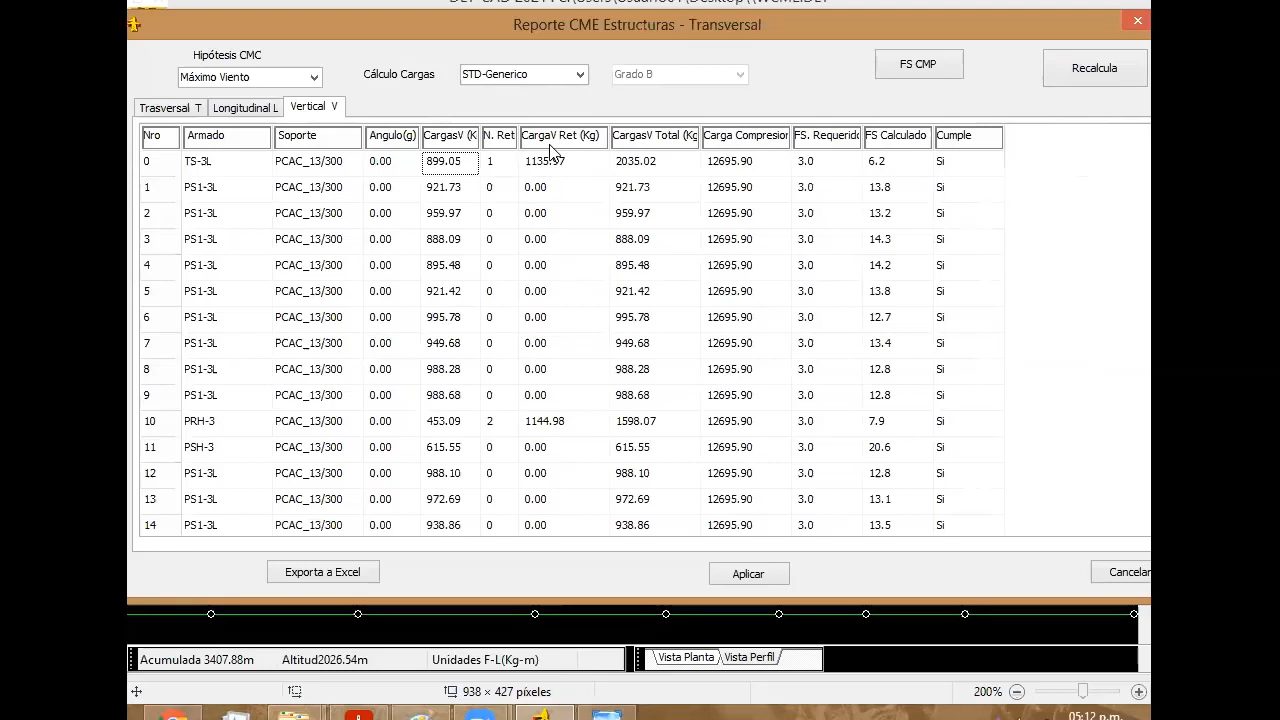 Reporte CME Estructuras - Transversal
Hipótesis CMC
Máximo Viento
Cálculo Cargas
STD-Generico
Grado B
FS CMP
Recalcula
Trasversal T
Longitudinal L
Vertical V
Nro Armado Soporte Angulo(g) CargasV (K N. Ret CargaV Ret (Kg) CargasV Total (Kg Carga Compresior FS. Requerido FS Calculado Cumple
0 TS-3L PCAC_13/300 0.00 899.05 1 2035.02 12695.90 3.0 6.2 Si
1 PS1-3L PCAC_13/300 0.00 921.73 0 0.00 921.73 12695.90 3.0 13.8 Si
2 PS1-3L PCAC_13/300 0.00 959.97 0 0.00 959.97 12695.90 3.0 13.2 Si
3 PS1-3L PCAC_13/300 0.00 888.09 0 0.00 888.09 12695.90 3.0 14.3 Si
4 PS1-3L PCAC_13/300 0.00 895.48 0 0.00 895.48 12695.90 3.0 14.2 Si
5 PS1-3L PCAC_13/300 0.00 921.42 0 0.00 921.42 12695.90 3.0 13.8 Si
6 PS1-3L PCAC_13/300 0.00 995.78 0 0.00 995.78 12695.90 3.0 12.7 Si
7 PS1-3L PCAC_13/300 0.00 949.68 0 0.00 949.68 12695.90 3.0 13.4 Si
8 PS1-3L PCAC_13/300 0.00 988.28 0 0.00 988.28 12695.90 3.0 12.8 Si
9 PS1-3L PCAC_13/300 0.00 988.68 0 0.00 988.68 12695.90 3.0 12.8 Si
10 PRH-3 PCAC_13/300 0.00 453.09 2 1144.98 1598.07 12695.90 3.0 7.9 Si
11 PSH-3 PCAC_13/300 0.00 615.55 0 0.00 615.55 12695.90 3.0 20.6 Si
12 PS1-3L PCAC_13/300 0.00 988.10 0 0.00 988.10 12695.90 3.0 12.8 Si
13 PS1-3L PCAC_13/300 0.00 972.69 0 0.00 972.69 12695.90 3.0 13.1 Si
14 PS1-3L PCAC_13/300 0.00 938.86 0 0.00 938.86 12695.90 3.0 13.5 Si
Exporta a Excel
Aplicar
Cancelar
Acumulada 3407.88m Altitud2026.54m Unidades F-L(Kg-m)
Vista Planta Vista Perfil
938 × 427 píxeles
200%
05:12 p.m.